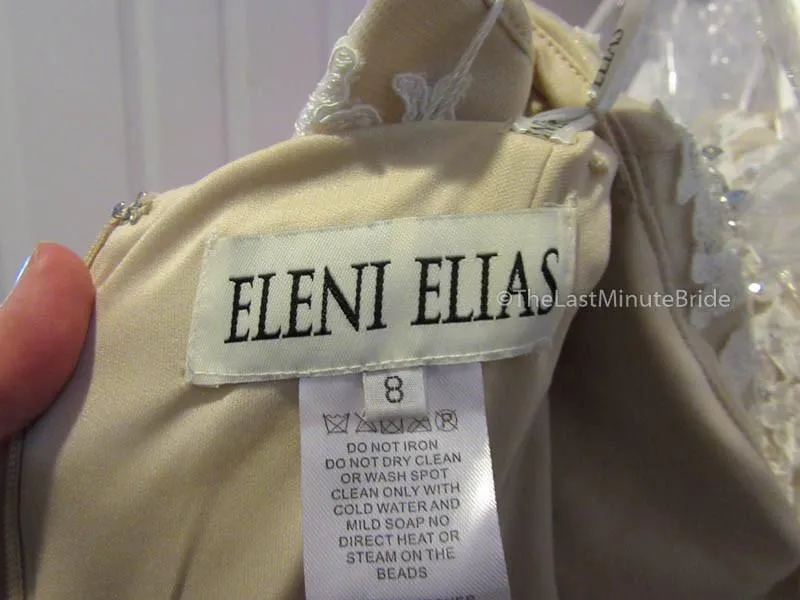 ELIAS
ELENI ELIAS
©TheLastMinuteBride
8
DO NOT IRON
DO NOT DRY CLEAN
OR WASH SPOT
CLEAN ONLY WITH
COLD WATER AND
MILD SOAP NO
DIRECT HEAT OR
STEAM ON THE
BEADS